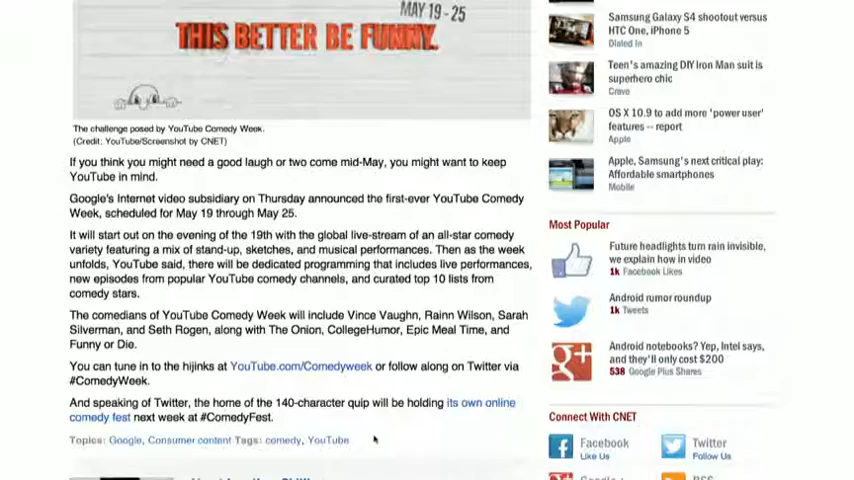 MAY 19-25
THIS BETTER BE FUNNY.
The challenge posed by YouTube Comedy Week.
(Credit: YouTube/Screenshot by CNET)
If you think you might need a good laugh or two come mid-May, you might want to keep
YouTube in mind.
Google's Internet video subsidiary on Thursday announced the first-ever YouTube Comedy
Week, scheduled for May 19 through May 25.
It will start out on the evening of the 19th with the global live-stream of an all-star comedy
variety featuring a mix of stand-up, sketches, and musical performances. Then as the week
unfolds, YouTube said, there will be dedicated programming that includes live performances,
new episodes from popular YouTube comedy channels, and curated top 10 lists from
comedy stars.
The comedians of YouTube Comedy Week will include Vince Vaughn, Rainn Wilson, Sarah
Silverman, and Seth Rogen, along with The Onion, CollegeHumor, Epic Meal Time, and
Funny or Die.
You can tune in to the hijinks at YouTube.com/Comedyweek or follow along on Twitter via
#ComedyWeek.
And speaking of Twitter, the home of the 140-character quip will be holding its own online
comedy fest next week at #ComedyFest.
Topics: Google, Consumer content Tags: comedy, YouTube
Samsung Galaxy S4 shootout versus
HTC One, iPhone 5
Dialed In
Teen's amazing DIY Iron Man suit is
superhero chic
Crave
OS X 10.9 to add more 'power user'
features -- report
Apple
Apple, Samsung's next critical play:
Affordable smartphones
Mobile
Most Popular
Future headlights turn rain invisible,
we explain how in video
1k Facebook Likes
Android rumor roundup
1k Tweets
Android notebooks? Yep, Intel says,
and they'll only cost $200
g+
538 Google Plus Shares
Connect With CNET
Facebook
Like Us
Twitter
Follow Us